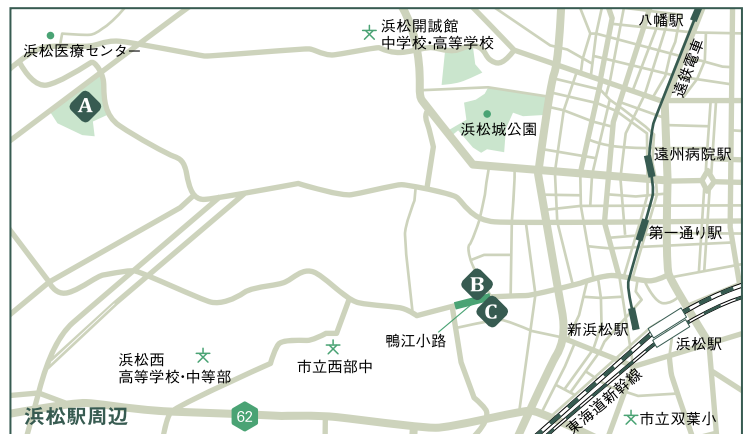 八幡駅
浜松開誠館
中学校・高等学校
浜松医療センター
遠鉄電車
A
浜松城公園
遠州病院駅
第一通り駅
B
C
新浜松駅
鴨江小路
浜松駅
浜松西
高等学校・中等部
市立西部中
東海道新幹線
浜松駅周辺
62
市立双葉小